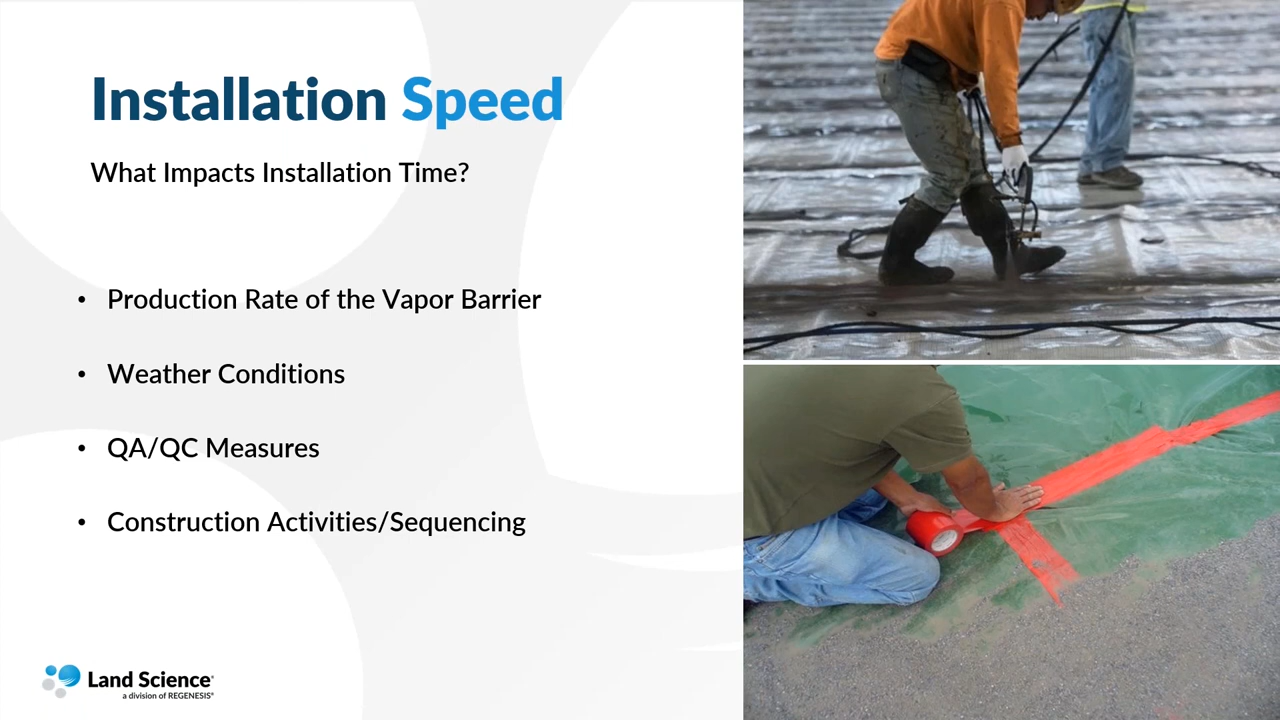 Installation Speed
What Impacts Installation Time?
• Production Rate of the Vapor Barrier
• Weather Conditions
• QA/QC Measures
• Construction Activities/Sequencing
Land Science®
a division of REGENESIS®